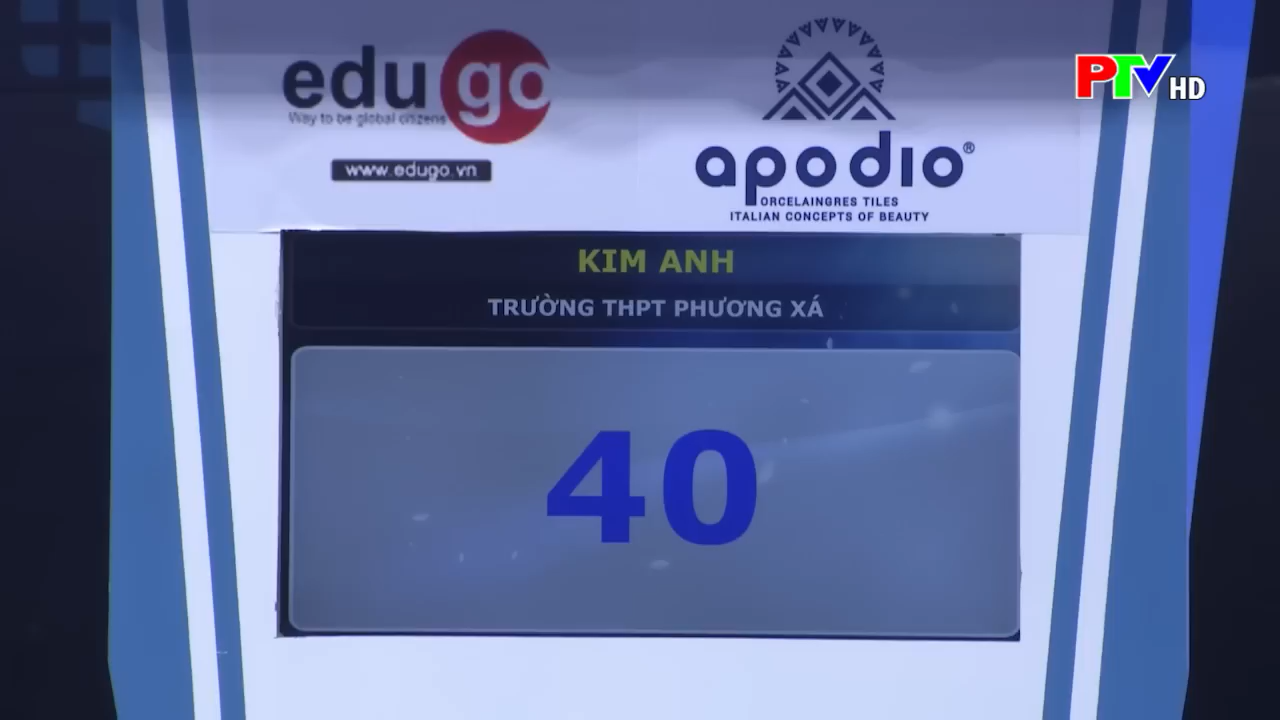 edu go
Way to be global citizens
www.edugo.vn
apodio®
PORCELAINGRES TILES
ITALIAN CONCEPTS OF BEAUTY
PTV HD
KIM ANH
TRƯỜNG THPT PHƯƠNG XÁ
40